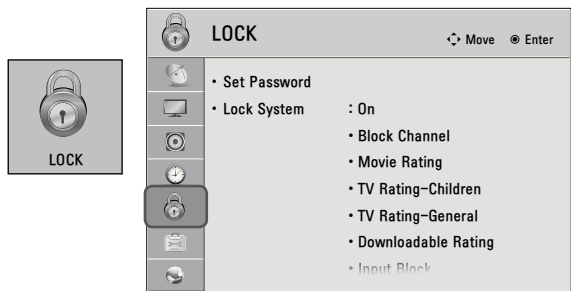 LOCK
LOCK
Move Enter
• Set Password
• Lock System : On
• Block Channel
• Movie Rating
• TV Rating-Children
• TV Rating-General
• Downloadable Rating
• Input Block